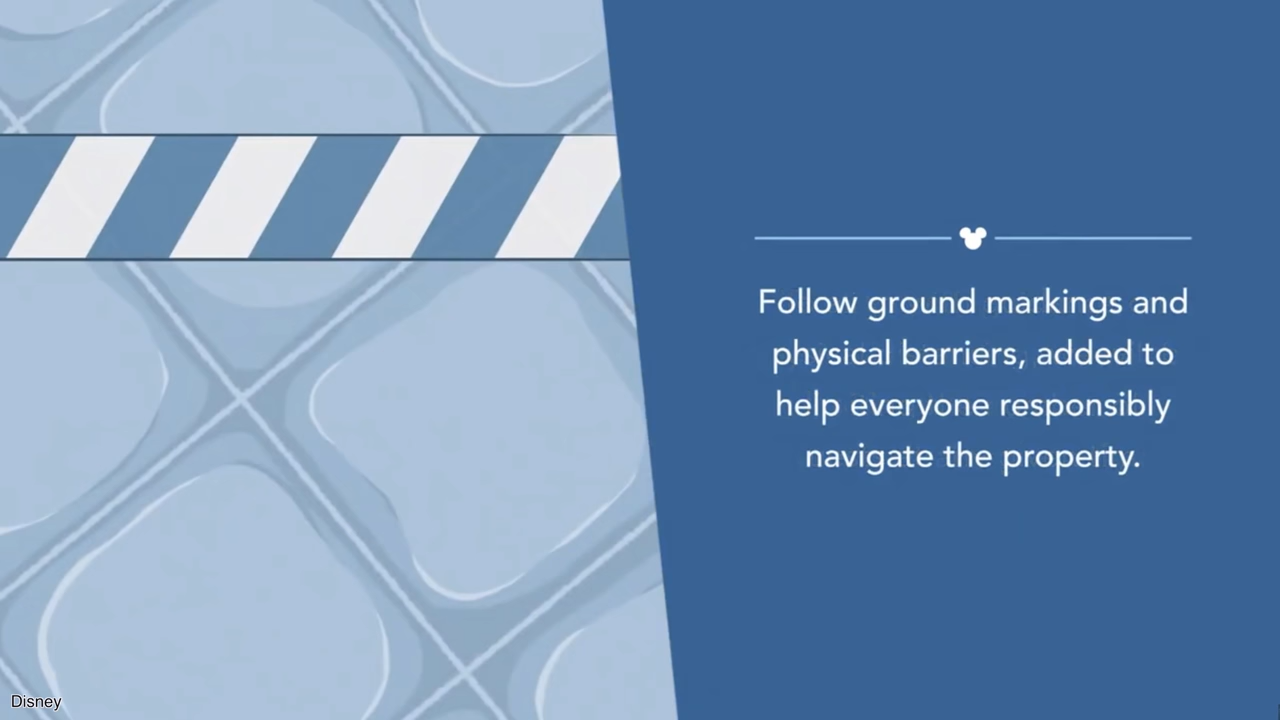 Follow ground markings and
physical barriers, added to
help everyone responsibly
navigate the property.
Disney